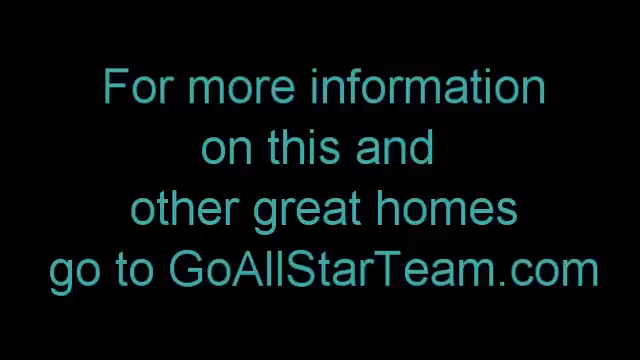 For more information
on this and
other great homes
go to GoAllStarTeam.com